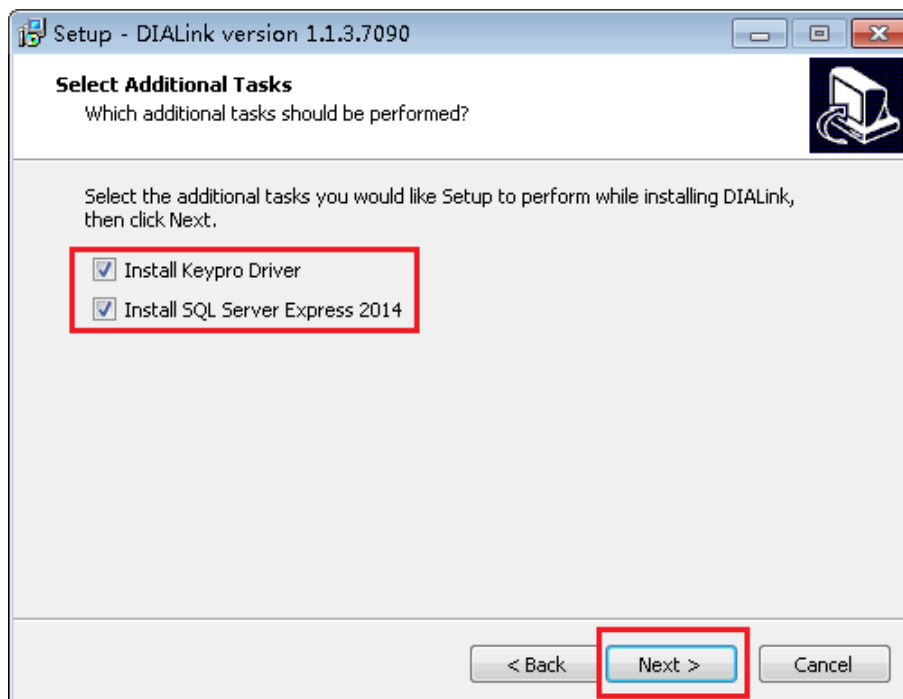 Setup - DIALink version 1.1.3.7090
Select Additional Tasks
Which additional tasks should be performed?
Select the additional tasks you would like Setup to perform while installing DIALink,
then click Next.
Install Keypro Driver
Install SQL Server Express 2014
< Back
Next >
Cancel